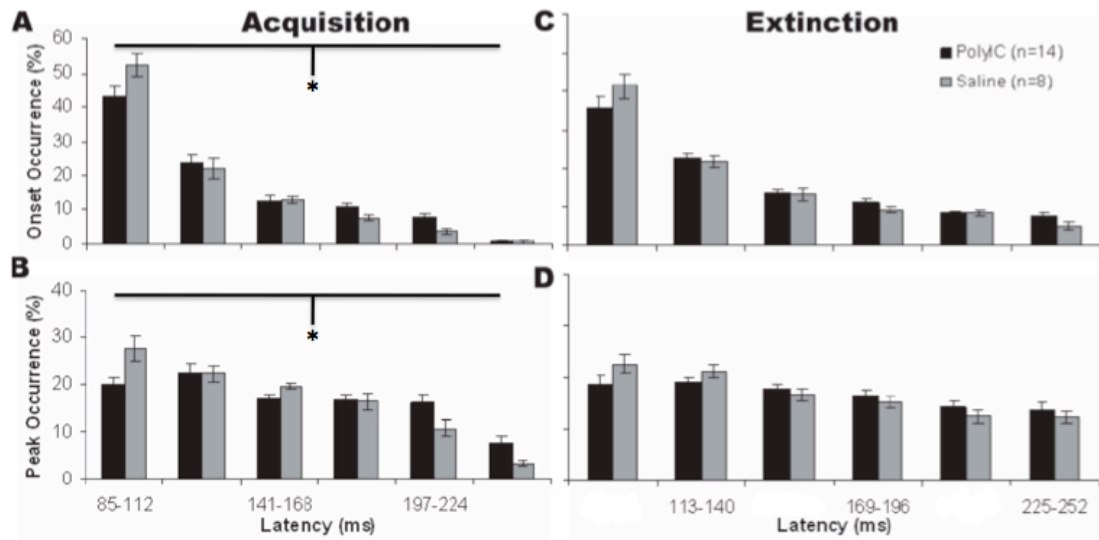 A Acquisition
60
50
40
30
20
10
0
Onset Occurrence (%)
*
B
40
30
20
10
0
Peak Occurrence (%)
*
85-112 141-168 197-224
Latency (ms)
C Extinction
PolyIC (n=14)
Saline (n=8)
D
113-140 169-196 225-252
Latency (ms)